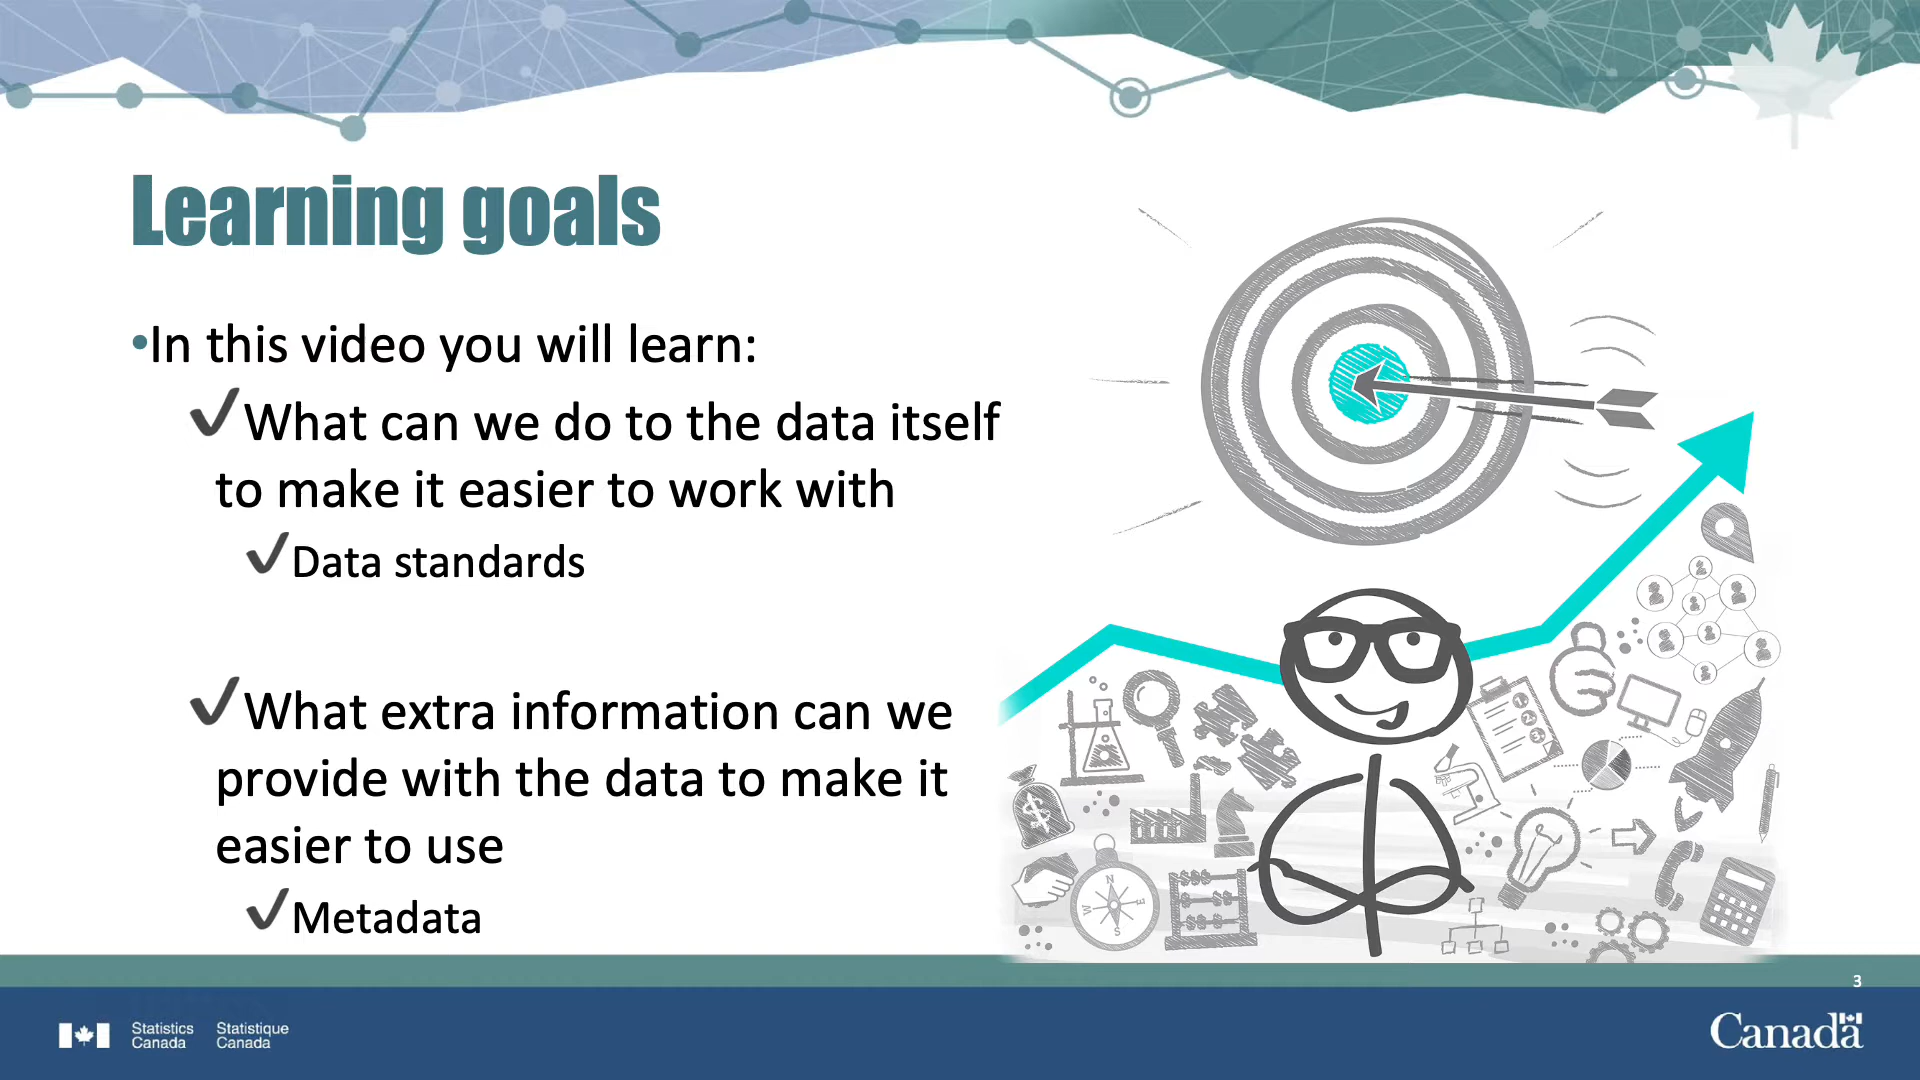 Learning goals
•In this video you will learn:
✓What can we do to the data itself
to make it easier to work with
✓Data standards
✓What extra information can we
provide with the data to make it
easier to use
✓Metadata
3
Statistics Canada
Statistique Canada
Canada